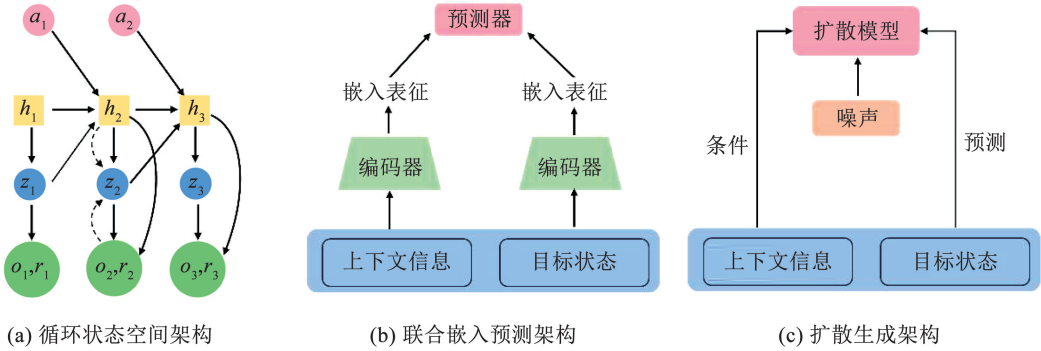 a₁
a₂
h₁
h₂
h₃
z₁
z₂
z₃
o₁,r₁
o₂,r₂
o₃,r₃
(a) 循环状态空间架构
预测器
嵌入表征
嵌入表征
编码器
编码器
上下文信息
目标状态
(b) 联合嵌入预测架构
扩散模型
噪声
条件
预测
上下文信息
目标状态
(c) 扩散生成架构